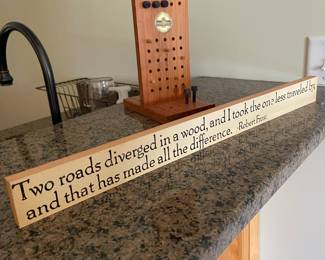 Two roads diverged in a wood, and I took the one less traveled by,
and that has made all the difference. Robert Frost